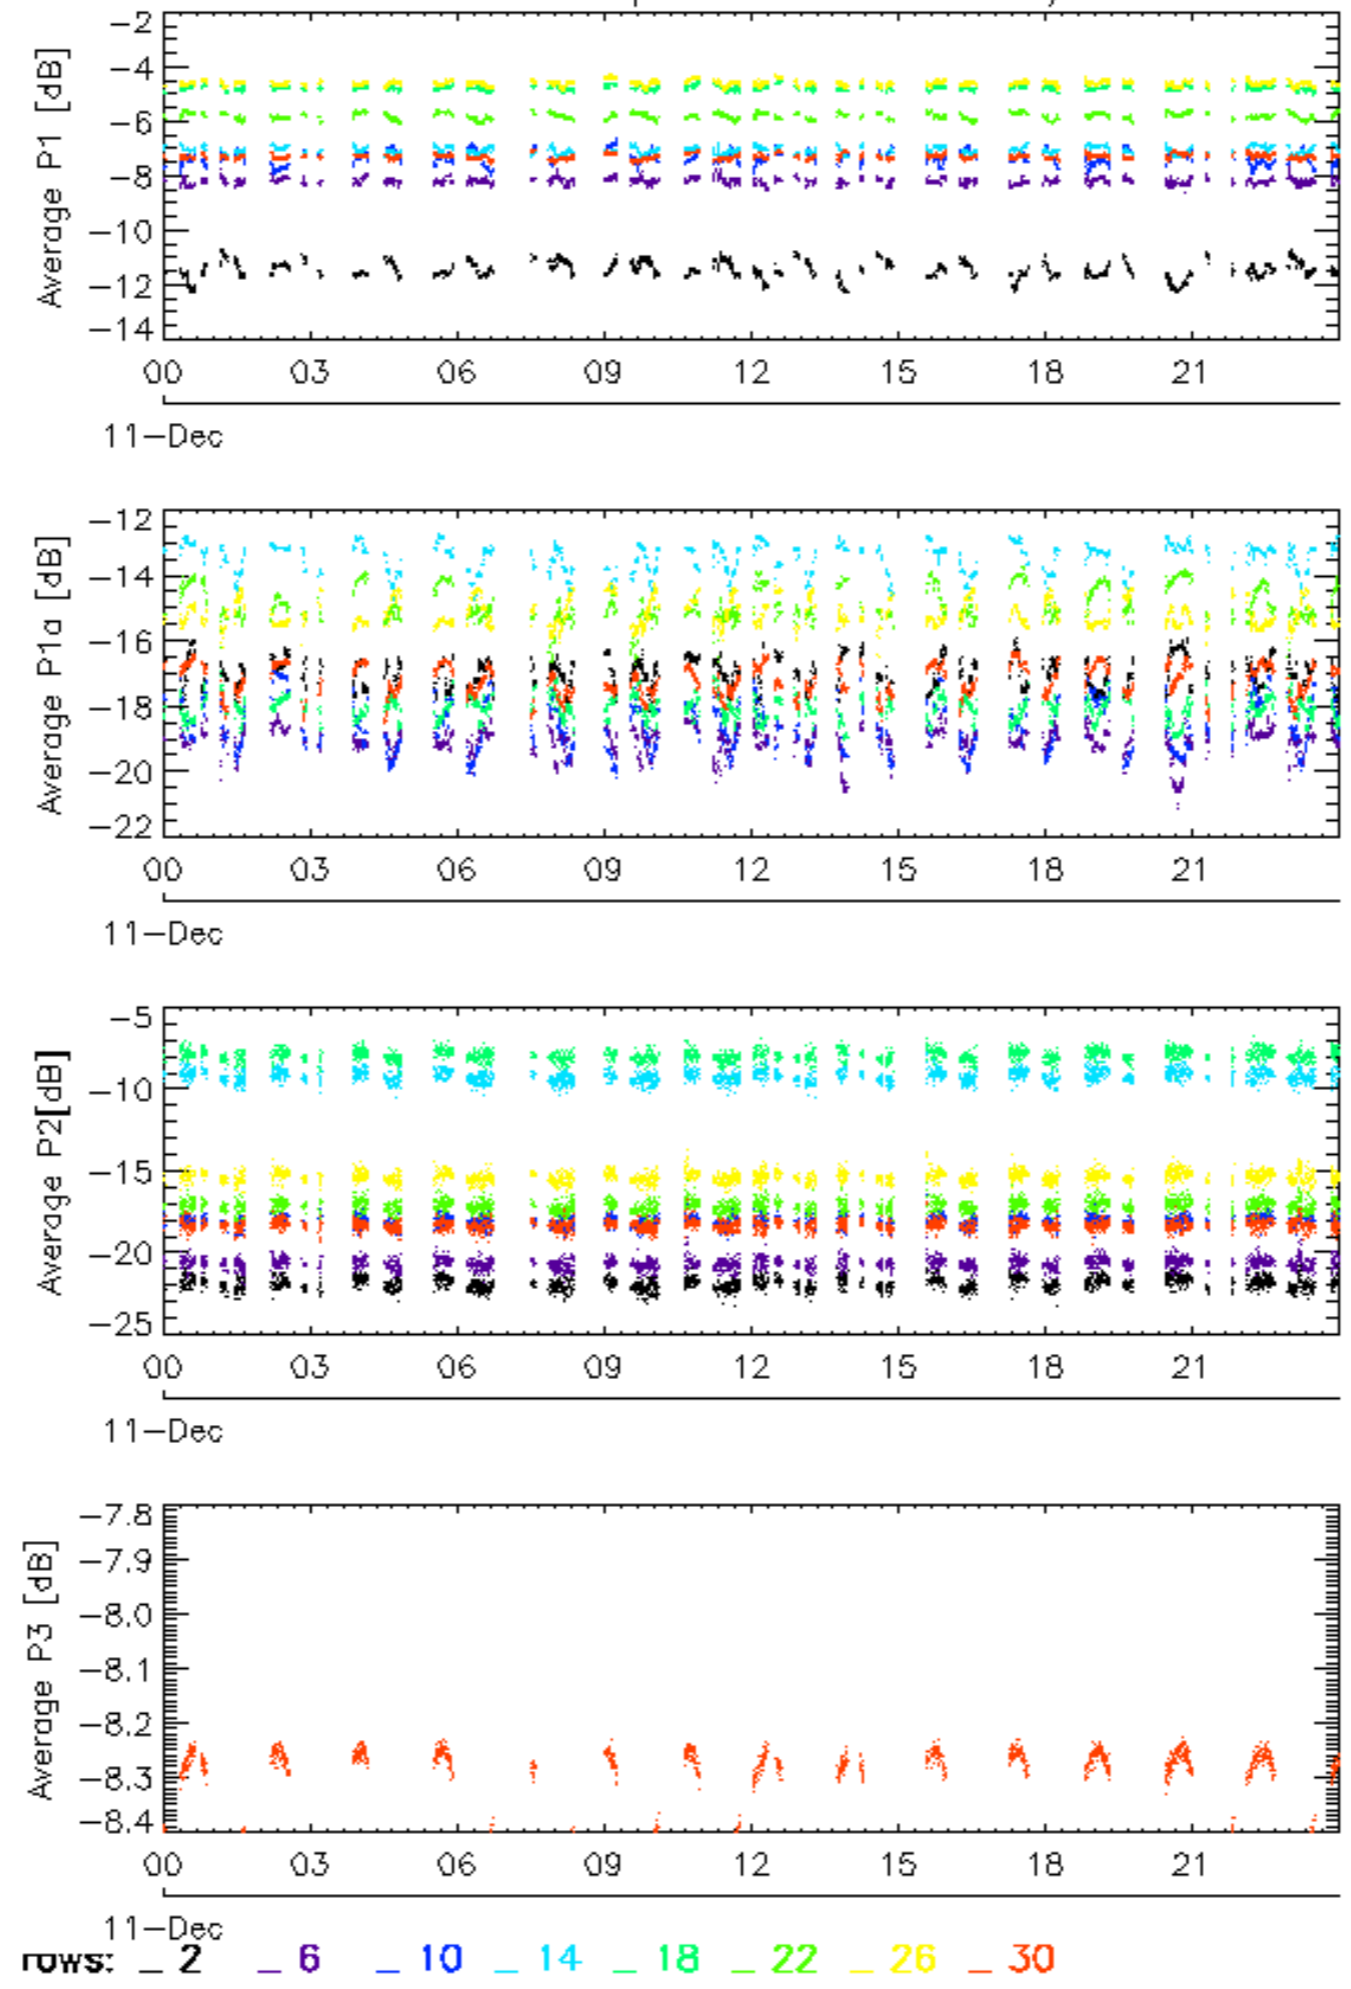 −2
−4
−6
−8
−10
−12
−14
Average P1 [dB]
00 03 06 09 12 15 18 21
11−Dec
−12
−14
−16
−18
−20
−22
Average P1a [dB]
00 03 06 09 12 15 18 21
11−Dec
−5
−10
−15
−20
−25
Average P2[dB]
00 03 06 09 12 15 18 21
11−Dec
−7.8
−7.9
−8.0
−8.1
−8.2
−8.3
−8.4
Average P3 [dB]
00 03 06 09 12 15 18 21
11−Dec
rows: _ 2 _ 6 _ 10 _ 14 _ 18 _ 22 _ 26 _ 30